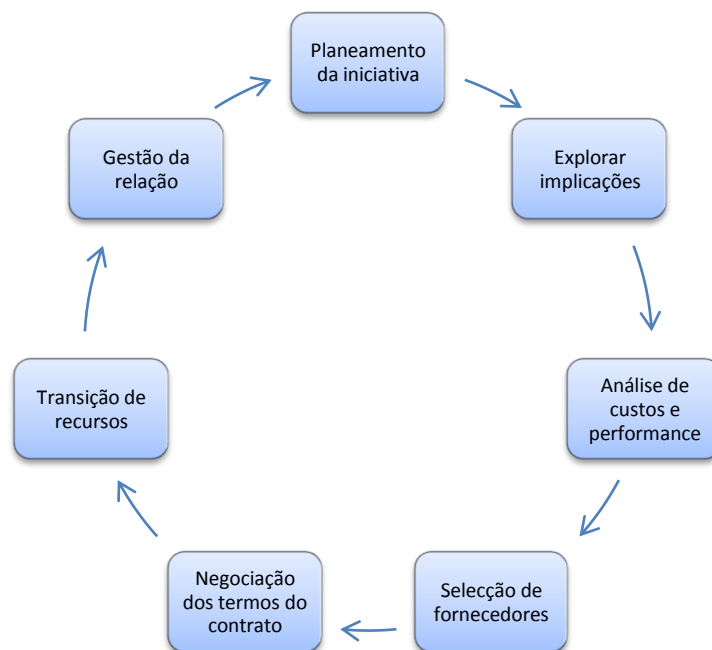 Planeamento
da iniciativa
Explorar
implicações
Análise de
custos e
performance
Selecção de
fornecedores
Negociação
dos termos do
contrato
Transição de
recursos
Gestão da
relação